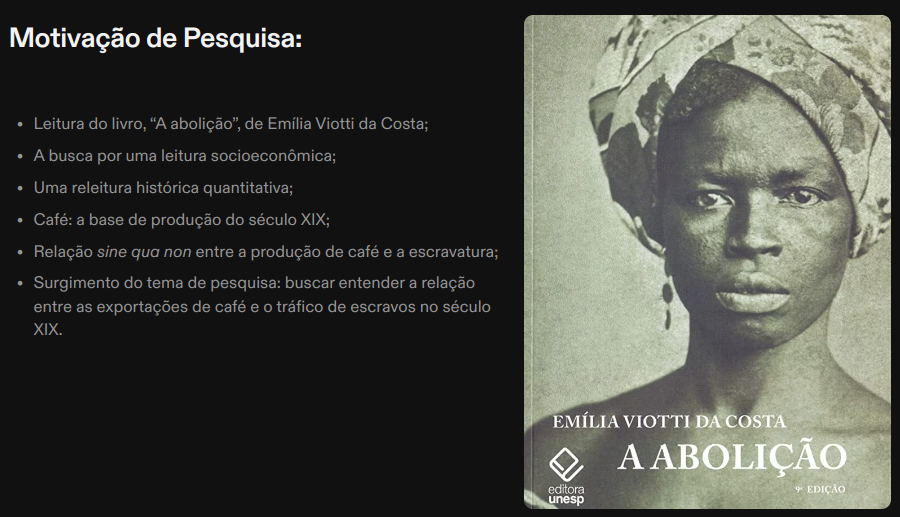 Motivação de Pesquisa:
• Leitura do livro, “A abolição”, de Emília Viotti da Costa;
• A busca por uma leitura socioeconômica;
• Uma releitura histórica quantitativa;
• Café: a base de produção do século XIX;
• Relação sine qua non entre a produção de café e a escravatura;
• Surgimento do tema de pesquisa: buscar entender a relação
entre as exportações de café e o tráfico de escravos no século
XIX.
EMÍLIA VIOTTI DA COSTA
A ABOLIÇÃO
9ª EDIÇÃO
editora
unesp